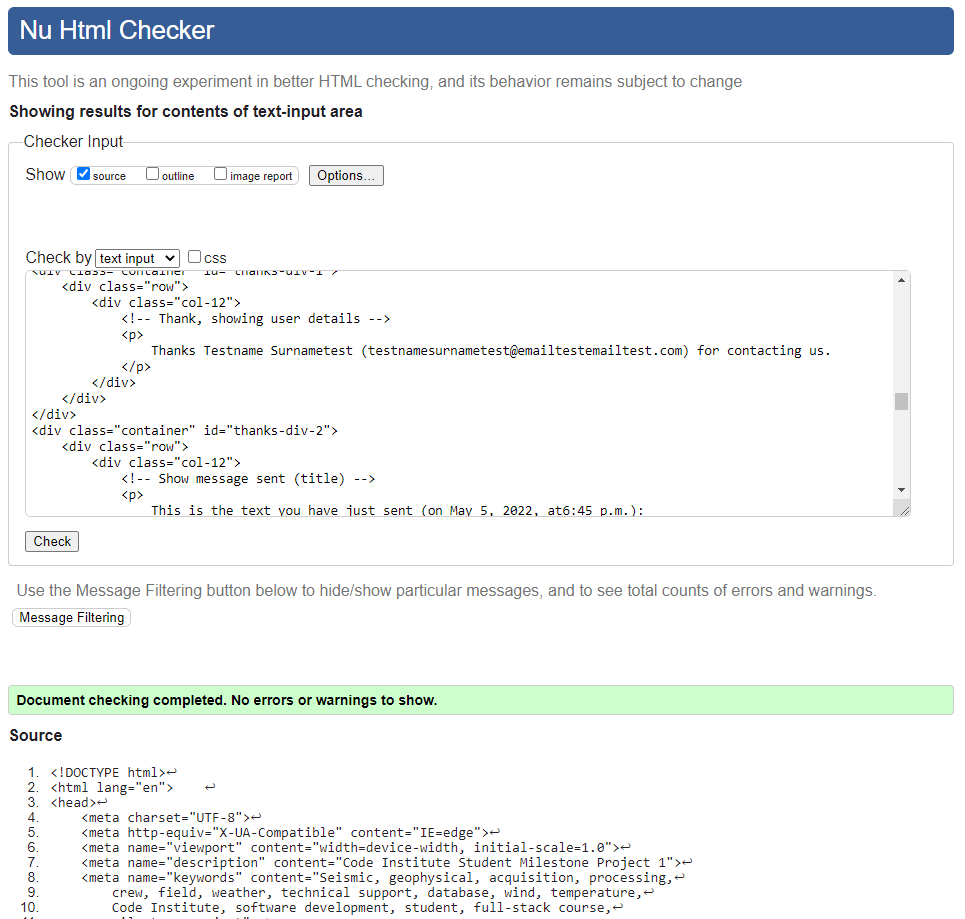 Nu Html Checker
This tool is an ongoing experiment in better HTML checking, and its behavior remains subject to change
Showing results for contents of text-input area
Checker Input
Show source outline image report Options...
Check by text input css
<div class="container" id="thanks-div-1">
    <div class="row">
        <div class="col-12">
            <!-- Thank, showing user details -->
            <p>
                Thanks Testname Surnametest (testnamesurnametest@emailtestemailtest.com) for contacting us.
            </p>
        </div>
    </div>
</div>
<div class="container" id="thanks-div-2">
    <div class="row">
        <div class="col-12">
            <!-- Show message sent (title) -->
            <p>
                This is the text you have just sent (on May 5, 2022, at6:45 p.m.):
Check
Use the Message Filtering button below to hide/show particular messages, and to see total counts of errors and warnings.
Message Filtering
Document checking completed. No errors or warnings to show.
Source
1. <!DOCTYPE html>↩
2. <html lang="en">    ↩
3. <head>↩
4.     <meta charset="UTF-8">↩
5.     <meta http-equiv="X-UA-Compatible" content="IE=edge">↩
6.     <meta name="viewport" content="width=device-width, initial-scale=1.0">↩
7.     <meta name="description" content="Code Institute Student Milestone Project 1">↩
8.     <meta name="keywords" content="Seismic, geophysical, acquisition, processing,↩
9.         crew, field, weather, technical support, database, wind, temperature,↩
10.         Code Institute, software development, student, full-stack course,↩